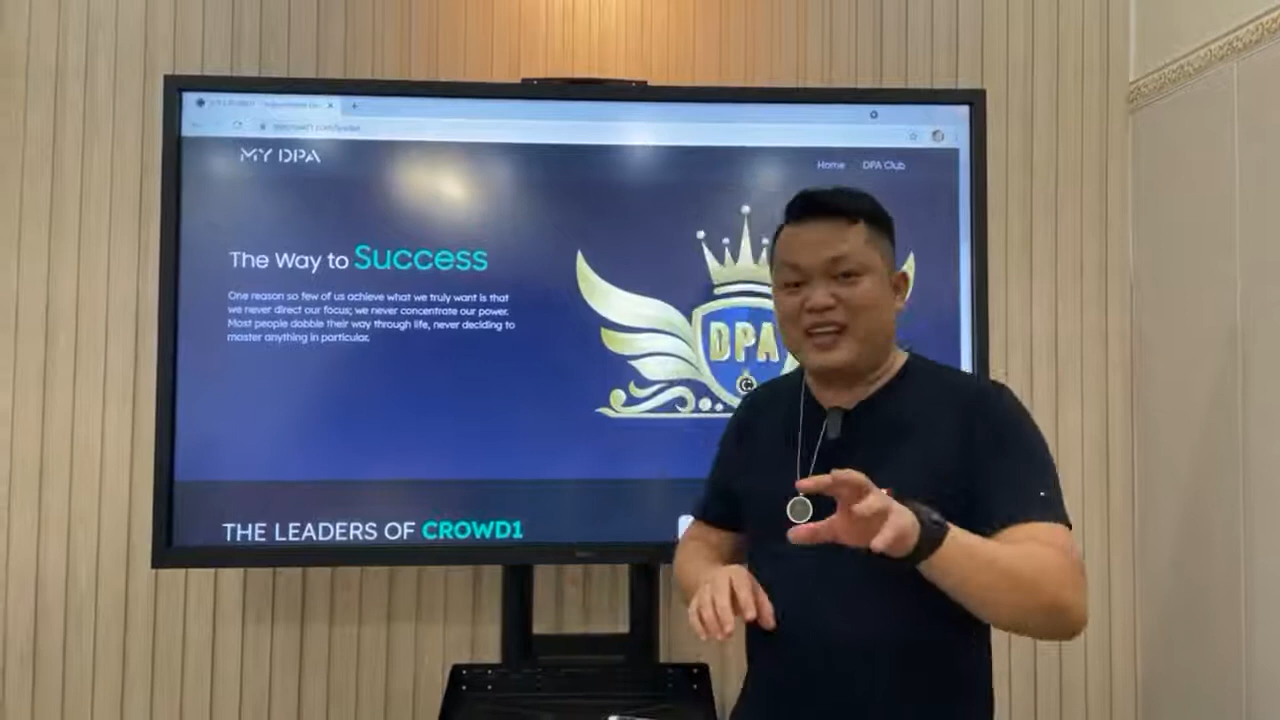 MY DPA
Home DPA Club
The Way to Success
One reason so few of us achieve what we truly want is that
we never direct our focus; we never concentrate our power.
Most people dabble their way through life, never deciding to
master anything in particular.
DPA
THE LEADERS OF CROWD1